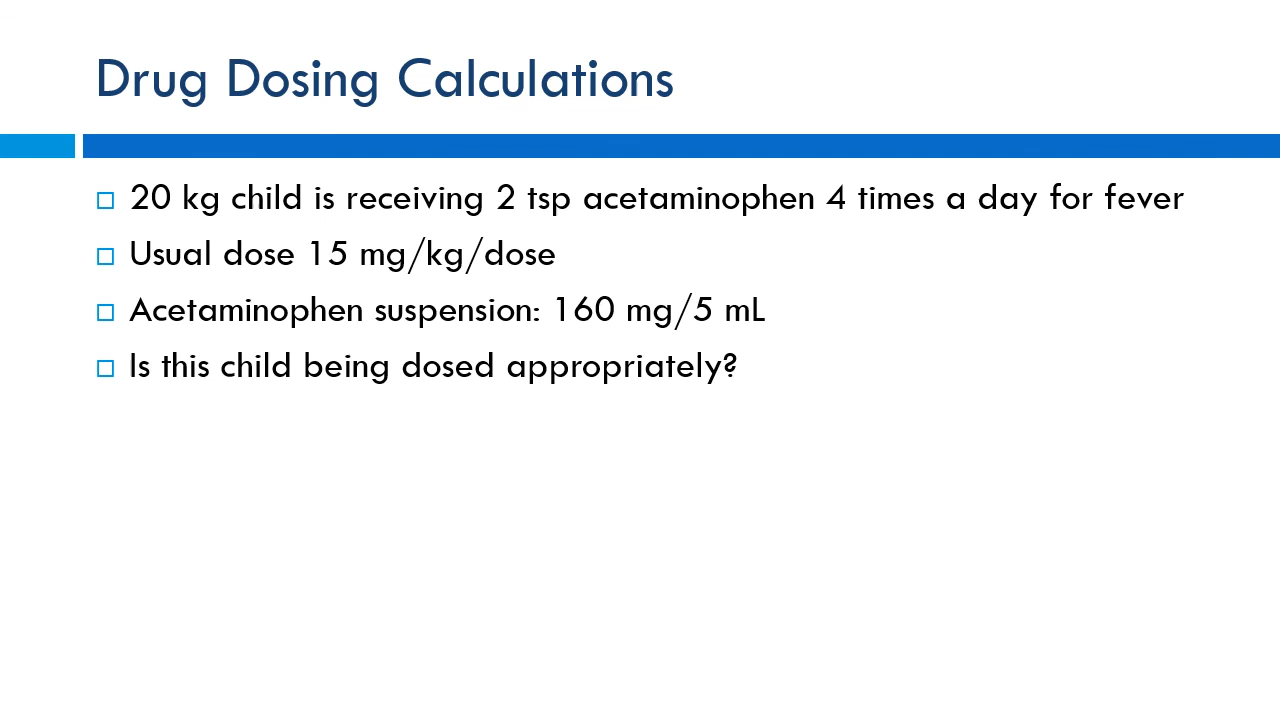 Drug Dosing Calculations
20 kg child is receiving 2 tsp acetaminophen 4 times a day for fever
Usual dose 15 mg/kg/dose
Acetaminophen suspension: 160 mg/5 mL
Is this child being dosed appropriately?